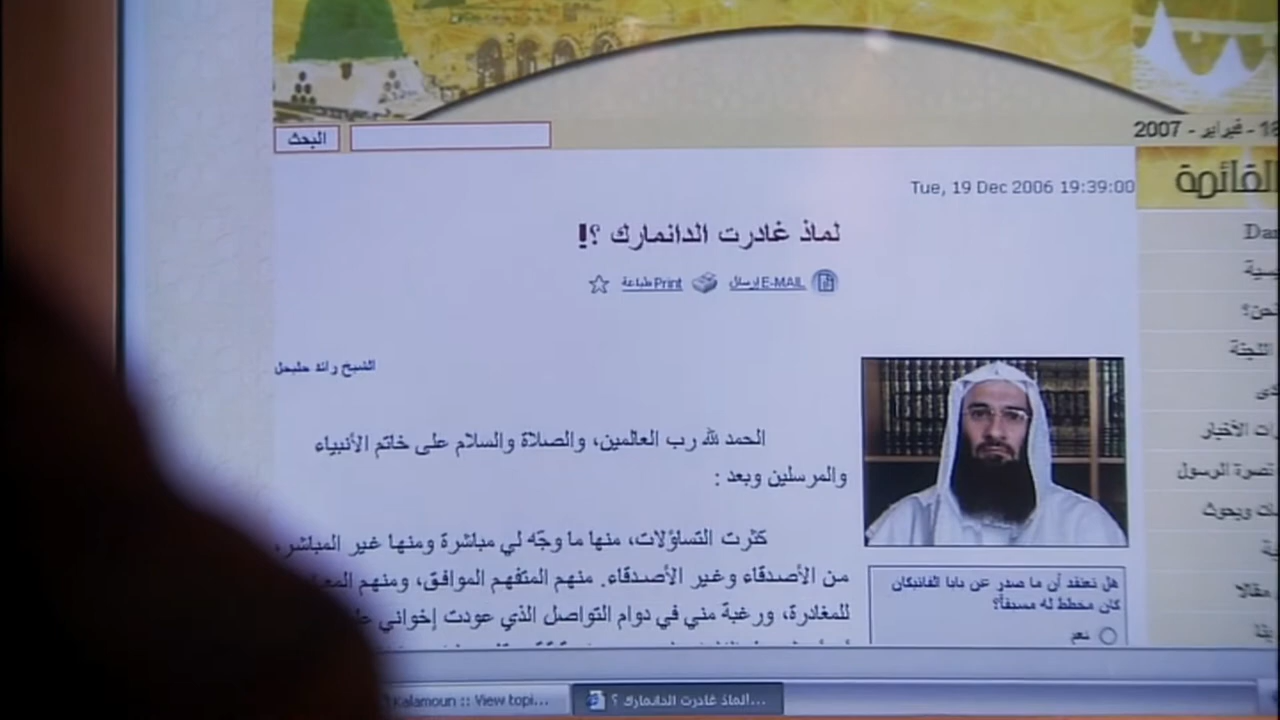 البحث
18 - فبراير - 2007
القائمة
Tue, 19 Dec 2006 19:39:00
لماذ غادرت الدانمارك ؟!
E-MAIL إرسال Print طباعة
الشيخ رائد حليحل
الحمد لله رب العالمين، والصلاة والسلام على خاتم الأنبياء
والمرسلين وبعد :
كثرت التساؤلات، منها ما وجّه لي مباشرة ومنها غير المباشر
من الأصدقاء وغير الأصدقاء. منهم المتفهم الموافق، ومنهم
للمغادرة، ورغبة مني في دوام التواصل الذي عودت إخواني
هل تعتقد أن ما صدر عن بابا الفاتيكان
كان مخطط له مسبقاً؟
نعم
اللجنة
الأخبار
نصرة الرسول
وبحوث
Kalamoun :: View topi...
لماذ غادرت الدانمارك ؟...